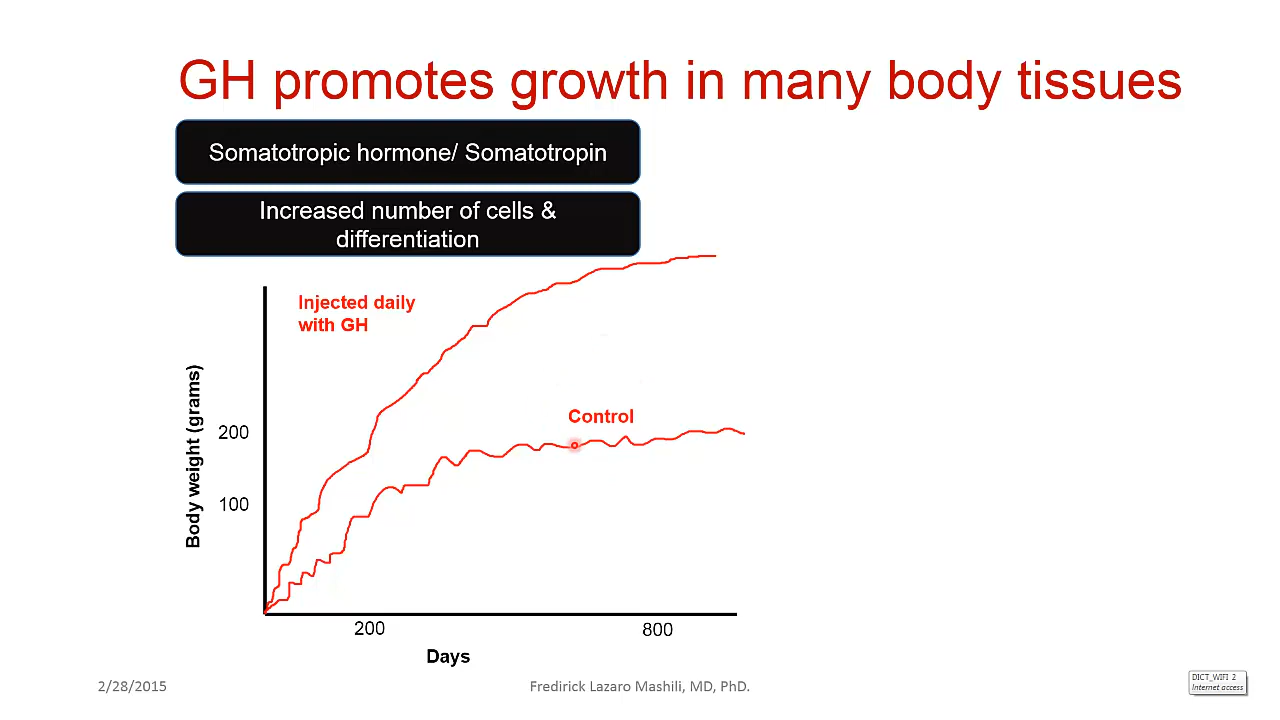 GH promotes growth in many body tissues
Somatotropic hormone/ Somatotropin
Increased number of cells &
differentiation
Injected daily
with GH
Control
Body weight (grams)
200
100
200
800
Days
2/28/2015
Fredirick Lazaro Mashili, MD, PhD.
DICT_WIFI 2
Internet access